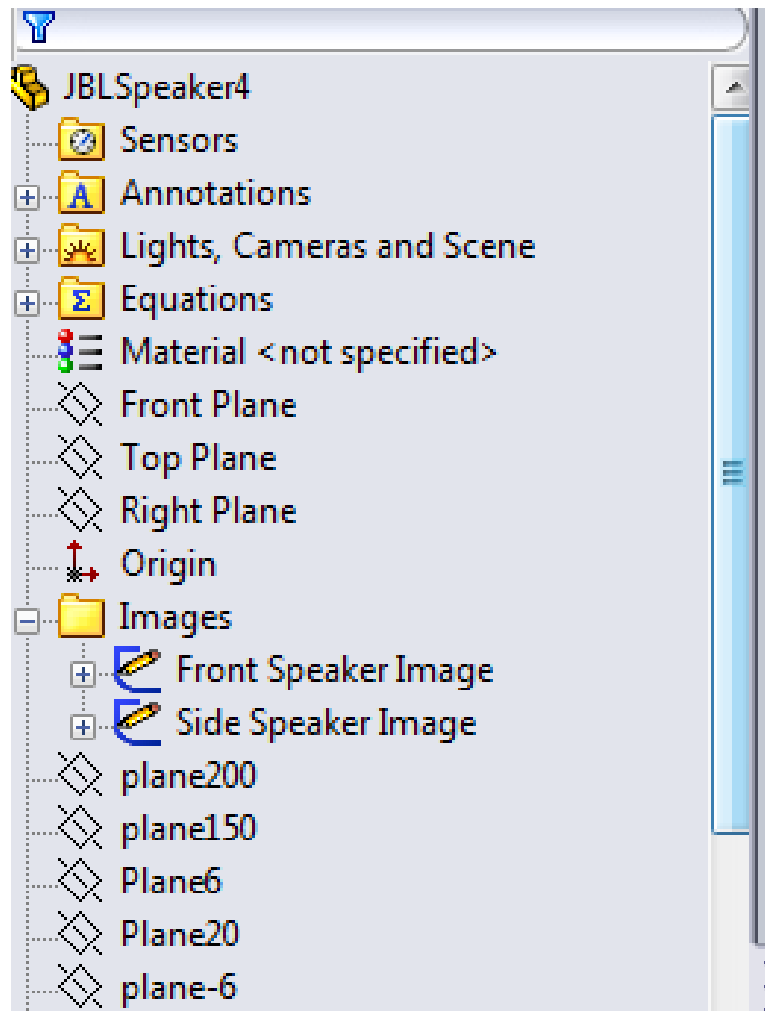 JBLSpeaker4
Sensors
Annotations
Lights, Cameras and Scene
Equations
Material <not specified>
Front Plane
Top Plane
Right Plane
Origin
Images
Front Speaker Image
Side Speaker Image
plane200
plane150
Plane6
Plane20
plane-6